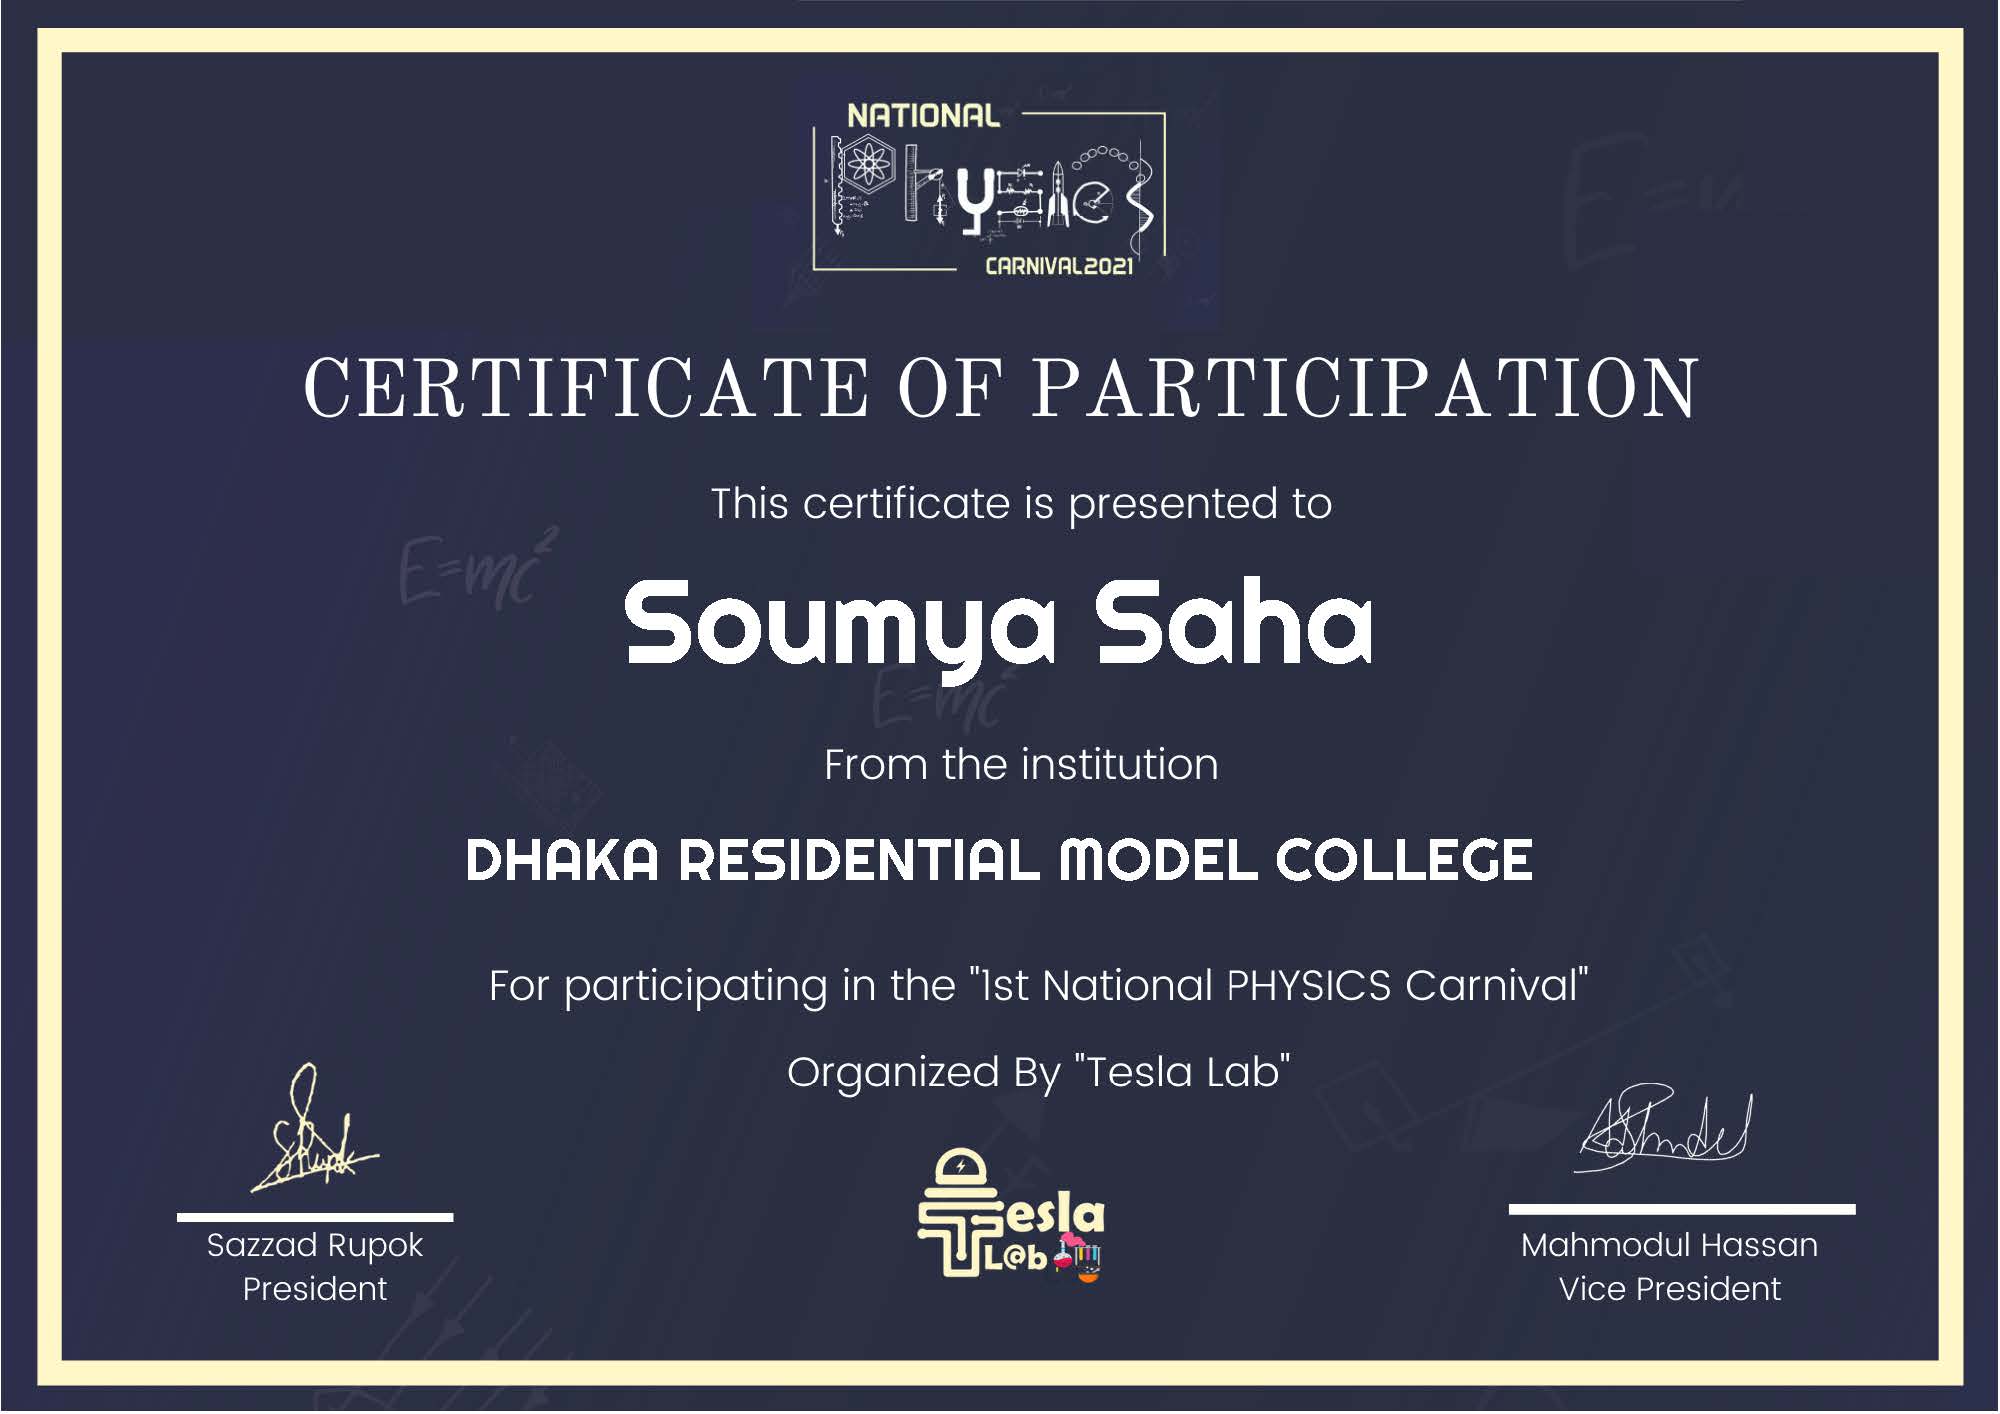 NATIONAL
Physics
CARNIVAL2021
CERTIFICATE OF PARTICIPATION
This certificate is presented to
E=mc²
Soumya Saha
E=mc²
From the institution
DHAKA RESIDENTIAL MODEL COLLEGE
For participating in the "1st National PHYSICS Carnival"
Organized By "Tesla Lab"
Tesla
L@b
Sazzad Rupok
President
Mahmodul Hassan
Vice President